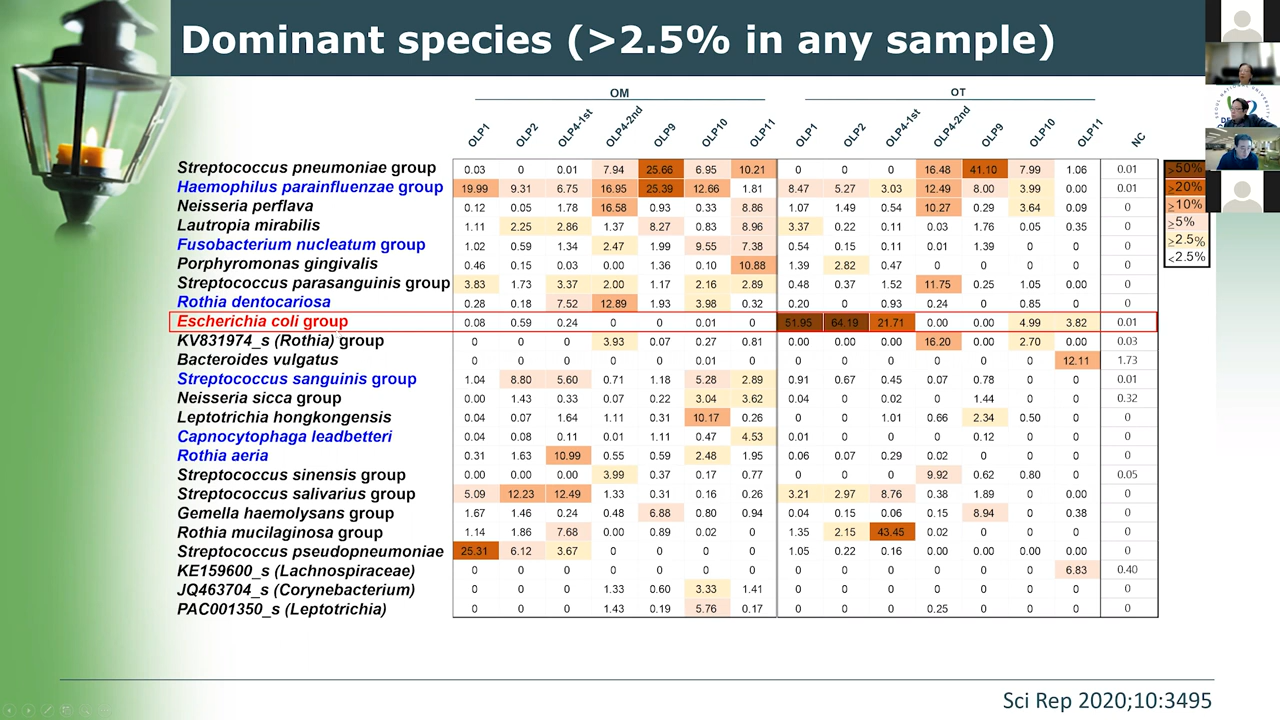 Dominant species (>2.5% in any sample)
OM OT
OLP1 OLP2 OLP4-1st OLP4-2nd OLP9 OLP10 OLP11 OLP1 OLP2 OLP4-1st OLP4-2nd OLP9 OLP10 OLP11 NC
Streptococcus pneumoniae group 0.03 0 0.01 7.94 25.66 6.95 10.21 0 0 0 16.48 41.10 7.99 1.06 0.01
Haemophilus parainfluenzae group 19.99 9.31 6.75 16.95 25.39 12.66 1.81 8.47 5.27 3.03 12.49 8.00 3.99 0.00 0.01
Neisseria perflava 0.12 0.05 1.78 16.58 0.93 0.33 8.86 1.07 1.49 0.54 10.27 0.29 3.64 0.09 0
Lautropia mirabilis 1.11 2.25 2.86 1.37 8.27 0.83 8.96 3.37 0.22 0.11 0.03 1.76 0.05 0.35 0
Fusobacterium nucleatum group 1.02 0.59 1.34 2.47 1.99 9.55 7.38 0.54 0.15 0.11 0.01 1.39 0 0 0
Porphyromonas gingivalis 0.46 0.15 0.03 0.00 1.36 0.10 10.88 1.39 2.82 0.47 0 0 0 0 0
Streptococcus parasanguinis group 3.83 1.73 3.37 2.00 1.17 2.16 2.89 0.48 0.37 1.52 11.75 0.25 1.05 0.00 0
Rothia dentocariosa 0.28 0.18 7.52 12.89 1.93 3.98 0.32 0.20 0 0.93 0.24 0 0.85 0 0
Escherichia coli group 0.08 0.59 0.24 0 0 0.01 0 51.95 64.19 21.71 0.00 0.00 4.99 3.82 0.01
KV831974_s (Rothia) group 0 0 0 3.93 0.07 0.27 0.81 0.00 0.00 0.00 16.20 0.00 2.70 0.00 0.03
Bacteroides vulgatus 0 0 0 0 0 0.01 0 0 0 0 0 0 0 12.11 1.73
Streptococcus sanguinis group 1.04 8.80 5.60 0.71 1.18 5.28 2.89 0.91 0.67 0.45 0.07 0.78 0 0 0.01
Neisseria sicca group 0.00 1.43 0.33 0.07 0.22 3.04 3.62 0.04 0 0.02 0 1.44 0 0 0.32
Leptotrichia hongkongensis 0.04 0.07 1.64 1.11 0.31 10.17 0.26 0 0 1.01 0.66 2.34 0.50 0 0
Capnocytophaga leadbetteri 0.04 0.08 0.11 0.01 1.11 0.47 4.53 0.01 0 0 0 0.12 0 0 0
Rothia aeria 0.31 1.63 10.99 0.55 0.59 2.48 1.95 0.06 0.07 0.29 0.02 0 0 0 0
Streptococcus sinensis group 0.00 0.00 0.00 3.99 0.37 0.17 0.77 0 0 0 9.92 0.62 0.80 0 0.05
Streptococcus salivarius group 5.09 12.23 12.49 1.33 0.31 0.16 0.26 3.21 2.97 8.76 0.38 1.89 0 0.00 0
Gemella haemolysans group 1.67 1.46 0.24 0.48 6.88 0.80 0.94 0.04 0.15 0.06 0.15 8.94 0 0.38 0
Rothia mucilaginosa group 1.14 1.86 7.68 0.00 0.89 0.02 0 1.35 2.15 43.45 0.02 0 0 0.00 0
Streptococcus pseudopneumoniae 25.31 6.12 3.67 0 0 0 0 1.05 0.22 0.16 0.00 0.00 0.00 0.00 0
KE159600_s (Lachnospiraceae) 0 0 0 0 0 0 0 0 0 0 0 0 0 6.83 0.40
JQ463704_s (Corynebacterium) 0 0 0 1.33 0.60 3.33 1.41 0 0 0 0 0 0 0 0
PAC001350_s (Leptotrichia) 0 0 0 1.43 0.19 5.76 0.17 0 0 0 0.25 0 0 0 0
>50%
≥20%
≥10%
≥5%
≥2.5%
<2.5%
Sci Rep 2020;10:3495